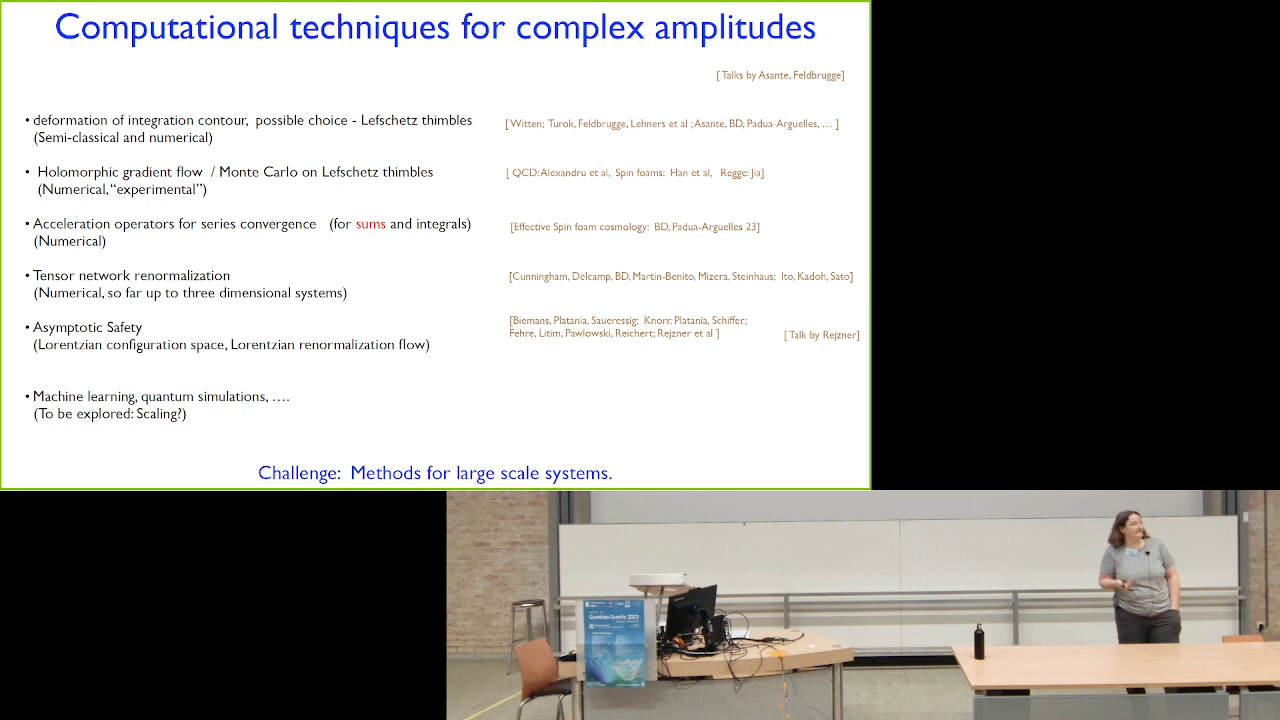 Computational techniques for complex amplitudes
[ Talks by Asante, Feldbrugge]
• deformation of integration contour, possible choice - Lefschetz thimbles
(Semi-classical and numerical)
[ Witten; Turok, Feldbrugge, Lehners et al ; Asante, BD, Padua-Arguelles, … ]
• Holomorphic gradient flow / Monte Carlo on Lefschetz thimbles
(Numerical, “experimental”)
[ QCD: Alexandru et al, Spin foams: Han et al, Regge: Jia]
• Acceleration operators for series convergence (for sums and integrals)
(Numerical)
[Effective Spin foam cosmology: BD, Padua-Arguelles 23]
• Tensor network renormalization
(Numerical, so far up to three dimensional systems)
[Cunningham, Delcamp, BD, Martin-Benito, Mizera, Steinhaus; Ito, Kadoh, Sato]
• Asymptotic Safety
(Lorentzian configuration space, Lorentzian renormalization flow)
[Biemans, Platania, Saueressig; Knorr, Platania, Schiffer;
Fehre, Litim, Pawlowski, Reichert; Rejzner et al ]
[ Talk by Rejzner]
• Machine learning, quantum simulations, ….
(To be explored: Scaling?)
Challenge: Methods for large scale systems.
Quantum Gravity 2023